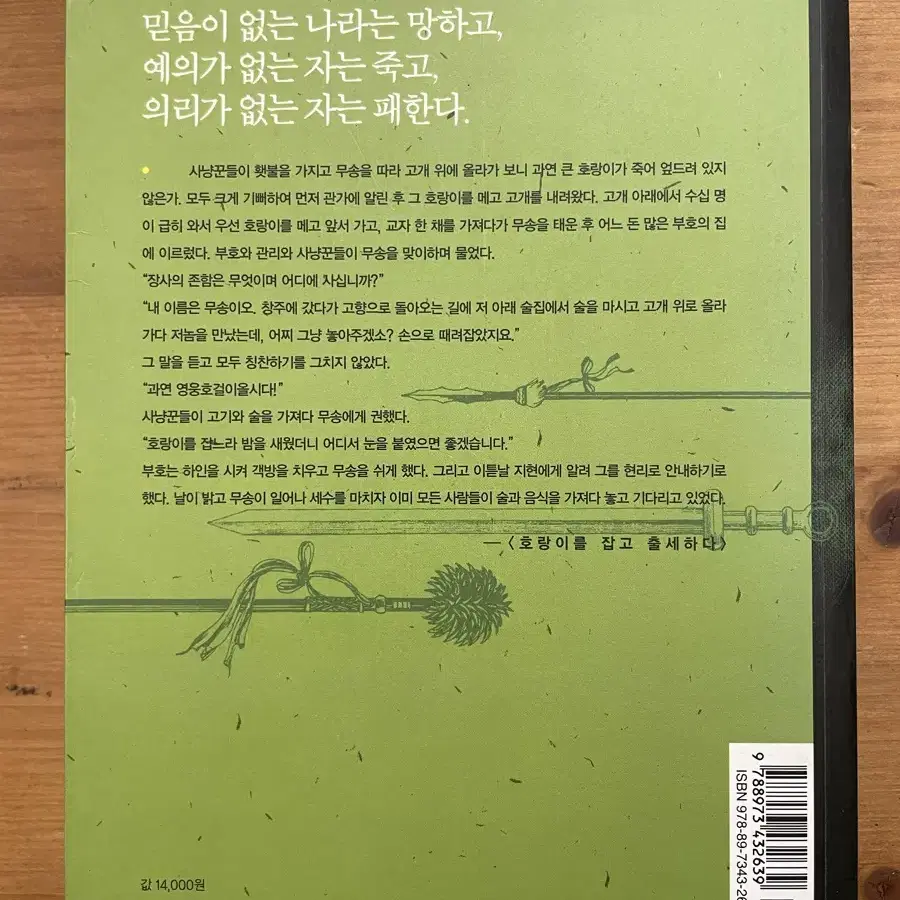 믿음이 없는 나라는 망하고,
예의가 없는 자는 죽고,
의리가 없는 자는 패한다.
사냥꾼들이 횃불을 가지고 무송을 따라 고개 위에 올라가 보니 과연 큰 호랑이가 죽어 엎드려 있지
않은가. 모두 크게 기뻐하여 먼저 관가에 알린 후 그 호랑이를 메고 고개를 내려왔다. 고개 아래에서 수십 명
이 급히 와서 우선 호랑이를 메고 앞서 가고, 교자 한 채를 가져다가 무송을 태운 후 어느 돈 많은 부호의 집
에 이르렀다. 부호와 관리와 사냥꾼들이 무송을 맞이하며 물었다.
“장사의 존함은 무엇이며 어디에 사십니까?”
“내 이름은 무송이오. 창주에 갔다가 고향으로 돌아오는 길에 저 아래 술집에서 술을 마시고 고개 위로 올라
가다 저놈을 만났는데, 어찌 그냥 놓아주겠소? 손으로 때려잡았지요.”
그 말을 듣고 모두 칭찬하기를 그치지 않았다.
“과연 영웅호걸이올시다!”
사냥꾼들이 고기와 술을 가져다 무송에게 권했다.
“호랑이를 잡느라 밤을 새웠더니 어디서 눈을 붙였으면 좋겠습니다.”
부호는 하인을 시켜 객방을 치우고 무송을 쉬게 했다. 그리고 이튿날 지현에게 알려 그를 현리로 안내하기로
했다. 날이 밝고 무송이 일어나 세수를 마치자 이미 모든 사람들이 술과 음식을 가져다 놓고 기다리고 있었다.
―〈호랑이를 잡고 출세하다〉
9 788973 432639
ISBN 978-89-7343-26
값 14,000원